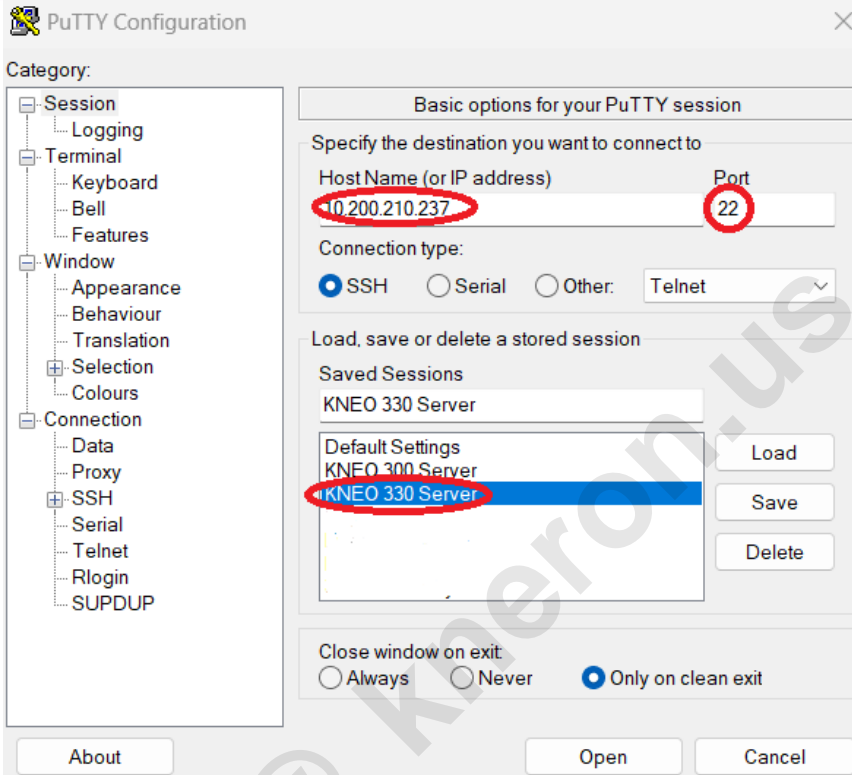 PuTTY Configuration
Category:
Session
Logging
Terminal
Keyboard
Bell
Features
Window
Appearance
Behaviour
Translation
Selection
Colours
Connection
Data
Proxy
SSH
Serial
Telnet
Rlogin
SUPDUP
Basic options for your PuTTY session
Specify the destination you want to connect to
Host Name (or IP address) Port
10.200.210.237 22
Connection type:
SSH Serial Other: Telnet
Load, save or delete a stored session
Saved Sessions
KNEO 330 Server
Default Settings
KNEO 300 Server
KNEO 330 Server
Load
Save
Delete
Close window on exit:
Always Never Only on clean exit
About Open Cancel
@ kneron.us